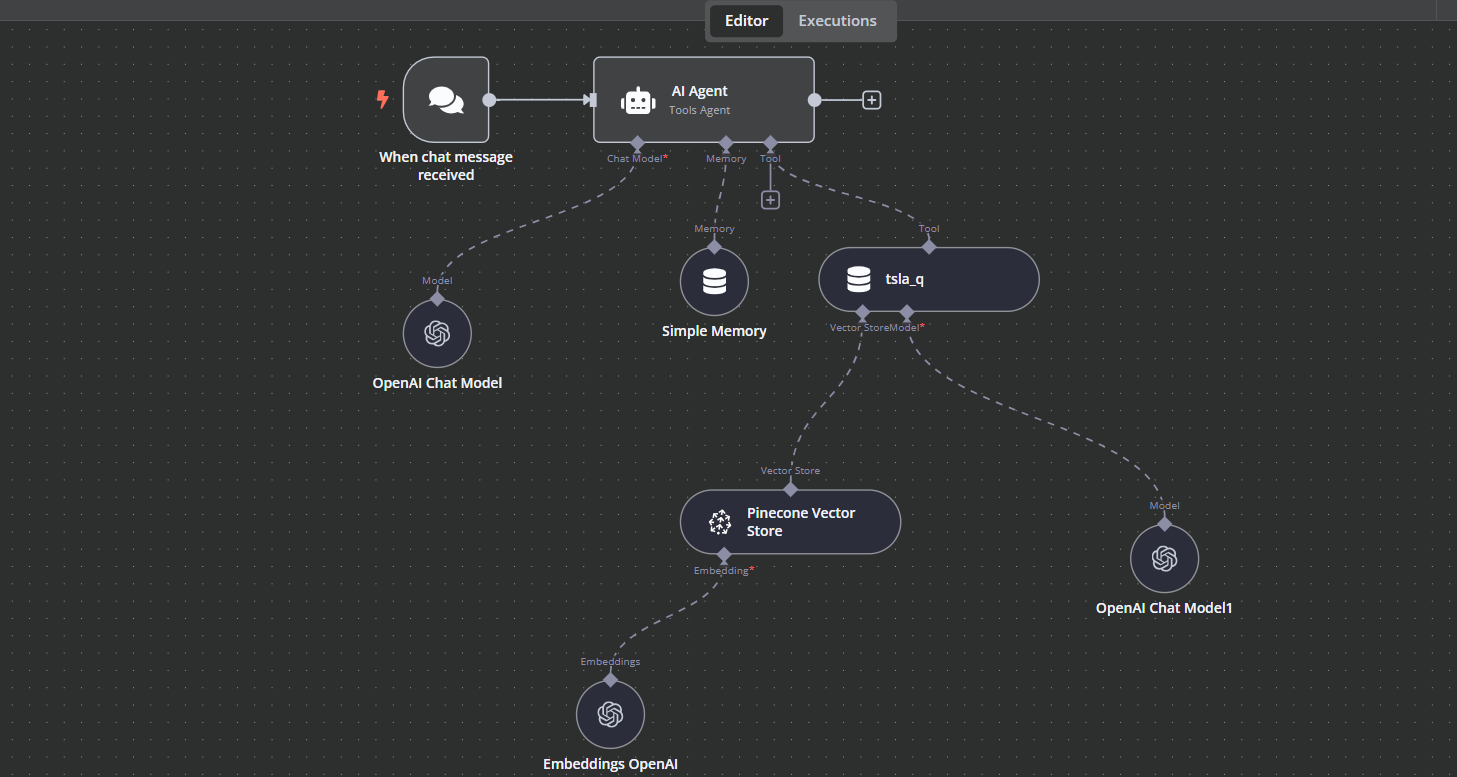 Editor
Executions
AI Agent
Tools Agent
When chat message
received
Chat Model*
Memory
Tool
Memory
Tool
Model
tsla_q
Simple Memory
Vector Store
Model*
OpenAI Chat Model
Vector Store
Pinecone Vector
Store
Model
Embedding*
OpenAI Chat Model1
Embeddings
Embeddings OpenAI